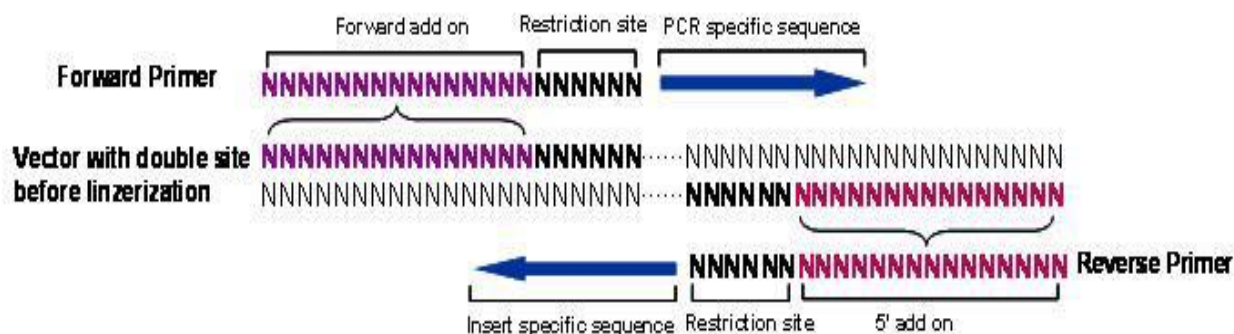 Forward add on Restriction site PCR specific sequence
Forward Primer NNNNNNNNNNNNNNNNNNNNN
Vector with double site NNNNNNNNNNNNNNNNNNNNN ······ NNNNNNNNNNNNNNNNNNNNN
before linzerization NNNNNNNNNNNNNNNNNNNNN ······ NNNNNNNNNNNNNNNNNNNNN
NNNNNNNNNNNNNNNNNNNNN Reverse Primer
Insert specific sequence Restriction site 5' add on